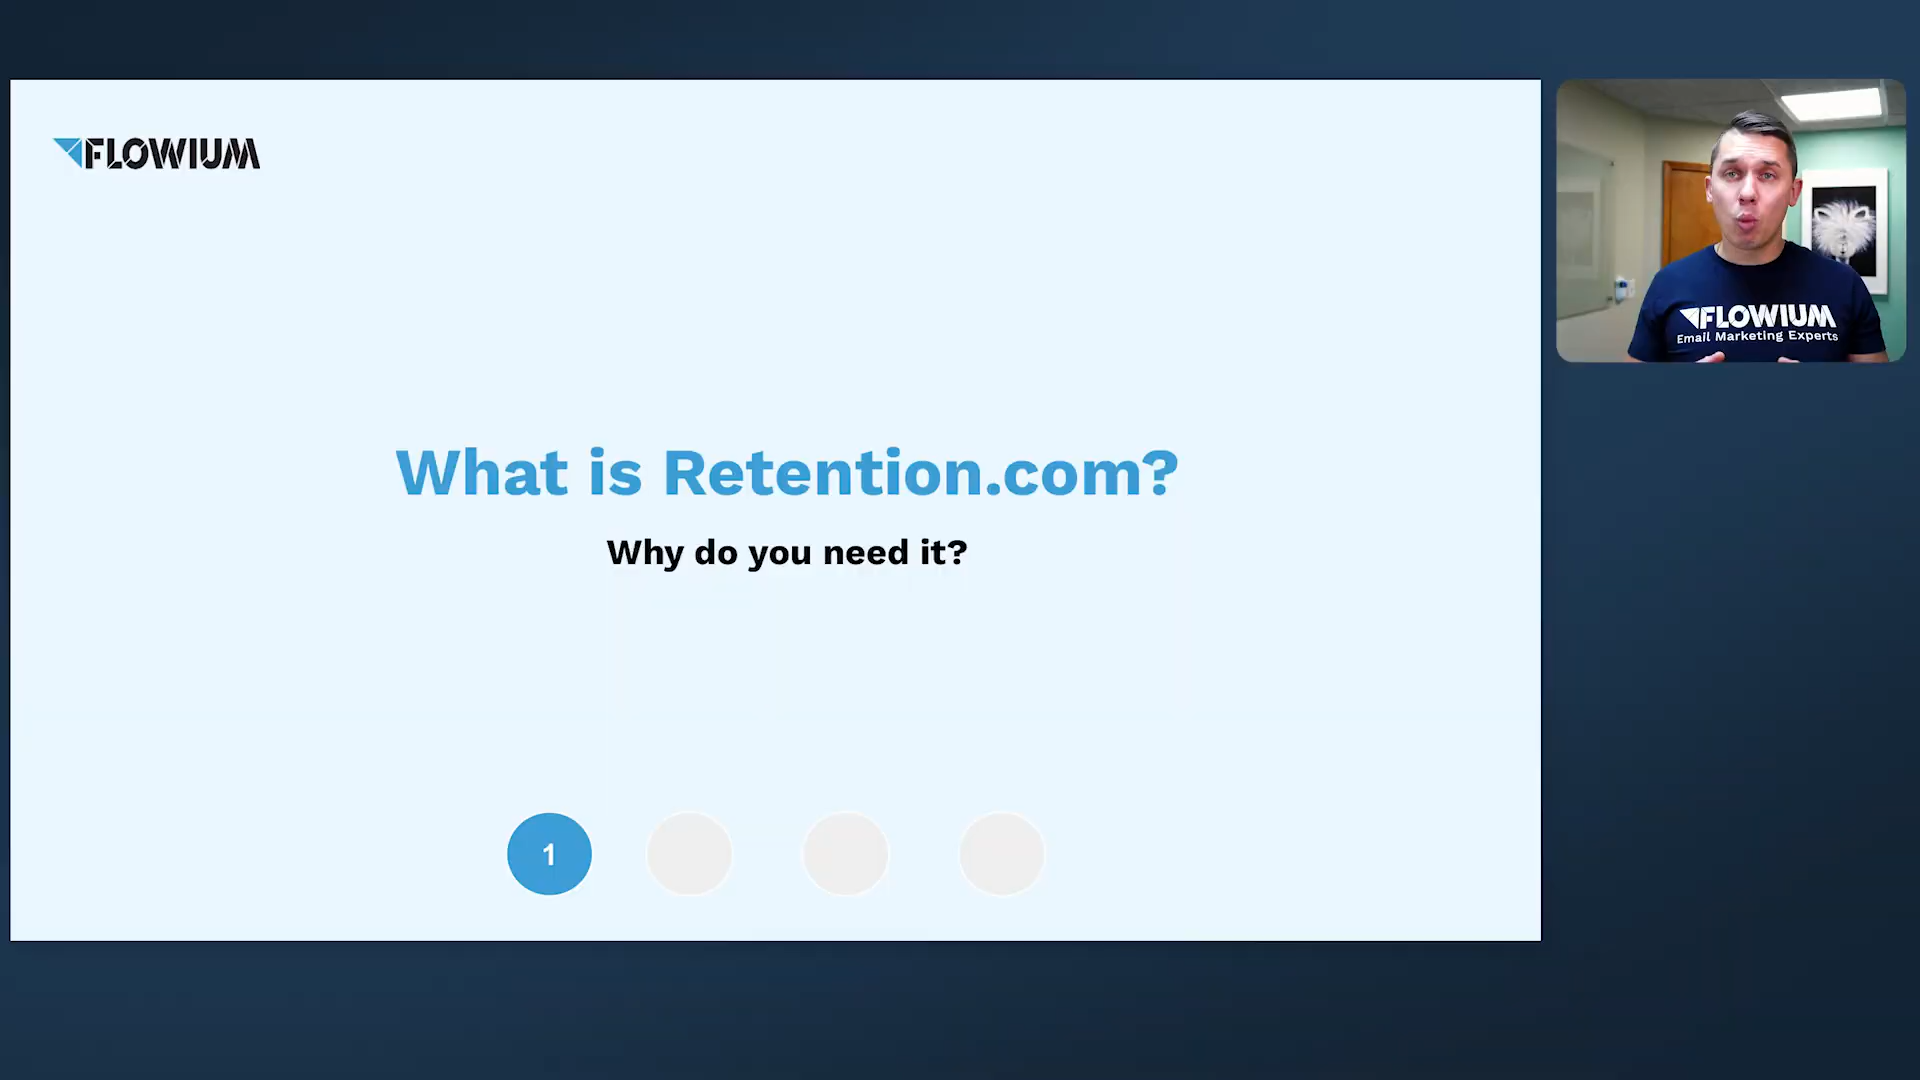 FLOWIUM
What is Retention.com?
Why do you need it?
1
FLOWIUM
Email Marketing Experts